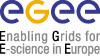 egee
Enabling Grids for
E-science in Europe